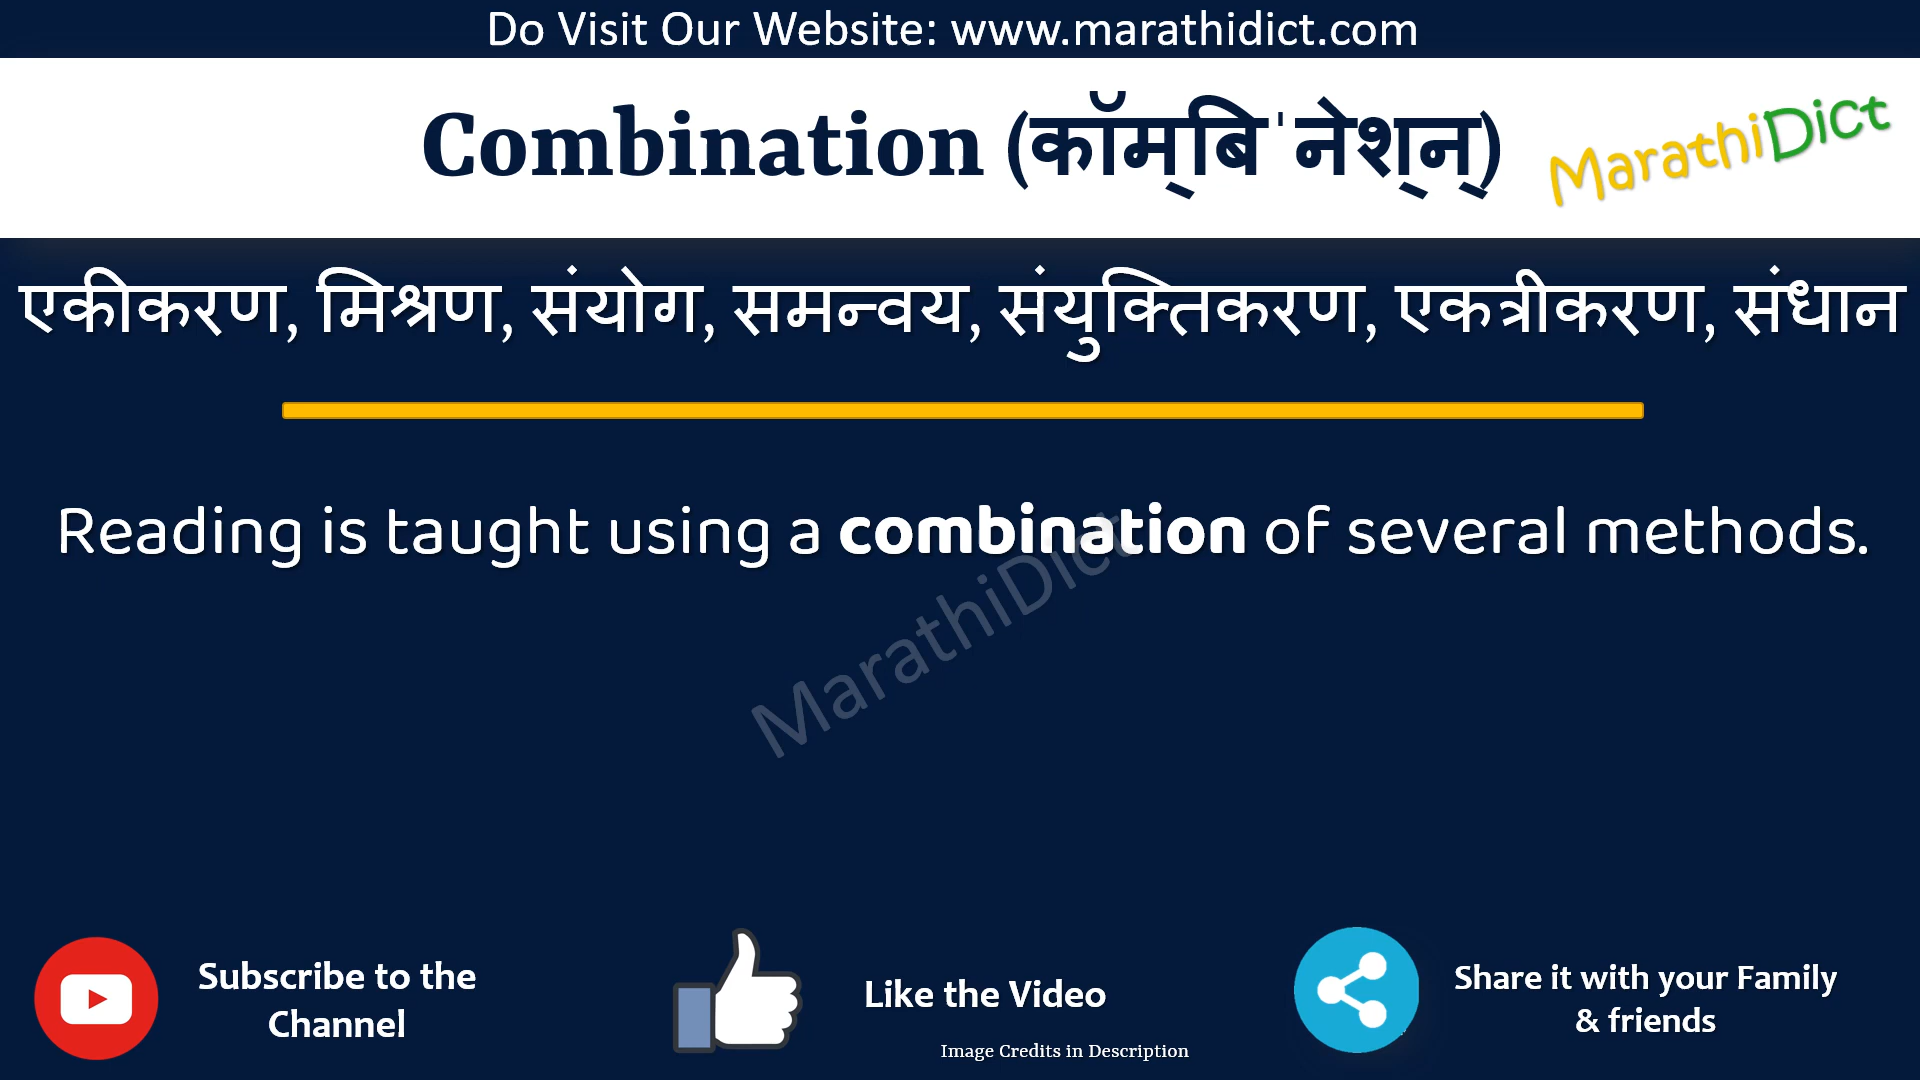 Do Visit Our Website: www.marathidict.com
Combination (कॉम्‌बिˈनेश्‌न्‌)
MarathiDict
एकीकरण, मिश्रण, संयोग, समन्वय, संयुक्तिकरण, एकत्रीकरण, संधान
Reading is taught using a combination of several methods.
MarathiDict
Subscribe to the
Channel
Like the Video
Share it with your Family
& friends
Image Credits in Description